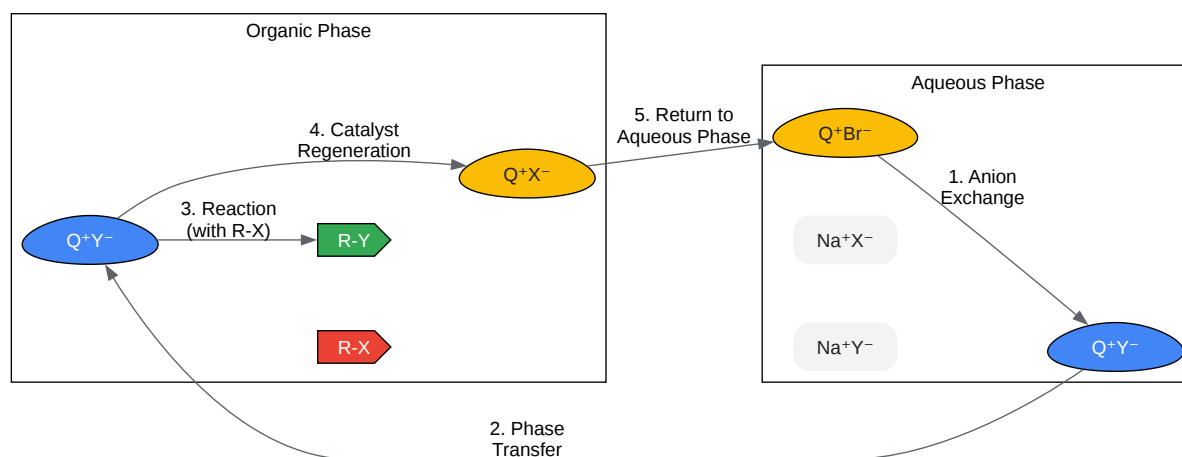 Organic Phase
4. Catalyst
Regeneration
Q⁺X⁻
3. Reaction
(with R-X)
Q⁺Y⁻
R-Y
R-X
5. Return to
Aqueous Phase
Aqueous Phase
Q⁺Br⁻
1. Anion
Exchange
Na⁺X⁻
Na⁺Y⁻
Q⁺Y⁻
2. Phase
Transfer